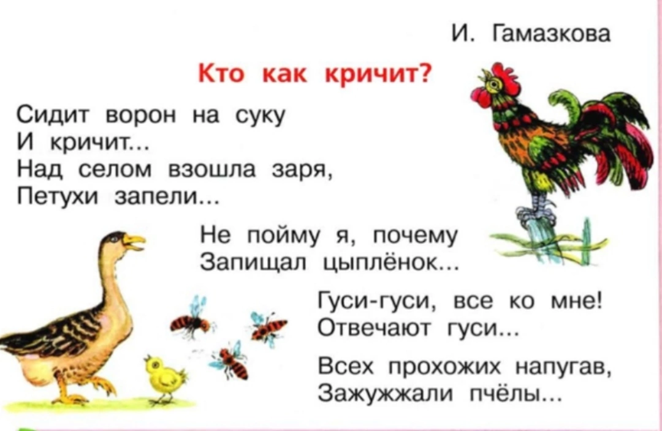 И. Гамазкова
Кто как кричит?
Сидит ворон на суку
И кричит...
Над селом взошла заря,
Петухи запели...
Не пойму я, почему
Запищал цыплёнок...
Гуси-гуси, все ко мне!
Отвечают гуси...
Всех прохожих напугав,
Зажужжали пчёлы...